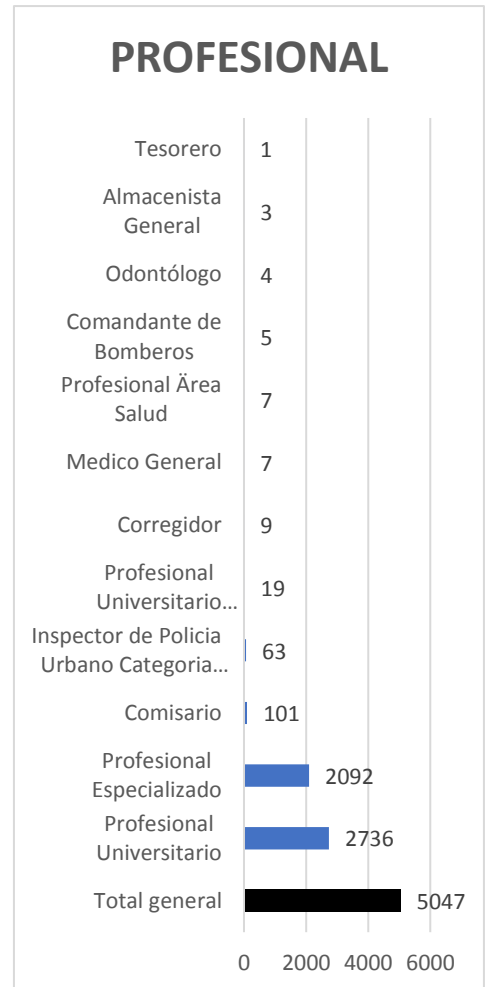 PROFESIONAL
Tesorero 1
Almacenista
General 3
Odontólogo 4
Comandante de
Bomberos 5
Profesional Ärea
Salud 7
Medico General 7
Corregidor 9
Profesional
Universitario... 19
Inspector de Policia
Urbano Categoria... 63
Comisario 101
Profesional
Especializado 2092
Profesional
Universitario 2736
Total general 5047
0 2000 4000 6000